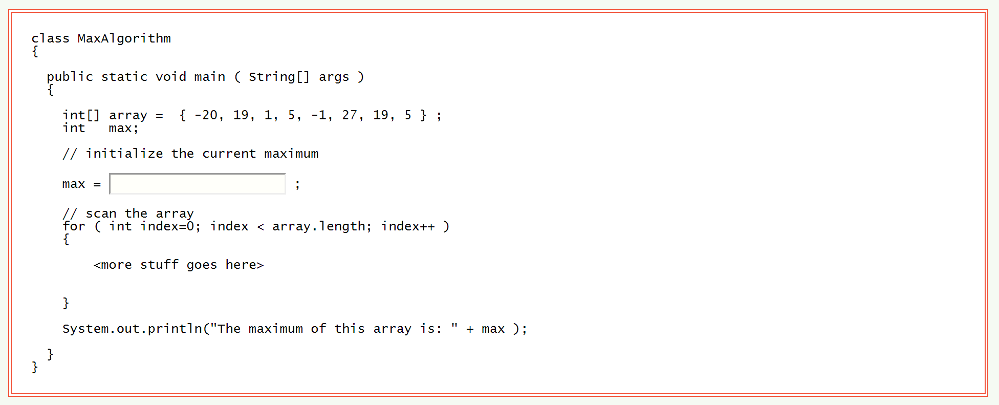 class MaxAlgorithm
{
public static void main ( String[] args )
{
int[] array =  { -20, 19, 1, 5, -1, 27, 19, 5 } ;
int   max;
// initialize the current maximum
max =  ;
// scan the array
for ( int index=0; index < array.length; index++ )
{
<more stuff goes here>
}
System.out.println("The maximum of this array is: " + max );
}
}